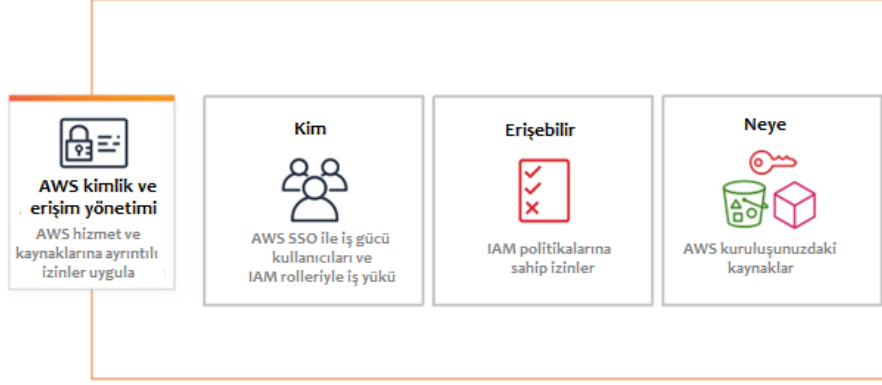 AWS kimlik ve
erişim yönetimi
AWS hizmet ve
kaynaklarına ayrıntılı
izinler uygula
Kim
AWS SSO ile iş gücü
kullanıcıları ve
IAM rolleriyle iş yükü
Erişebilir
IAM politikalarına
sahip izinler
Neye
AWS kuruluşunuzdaki
kaynaklar